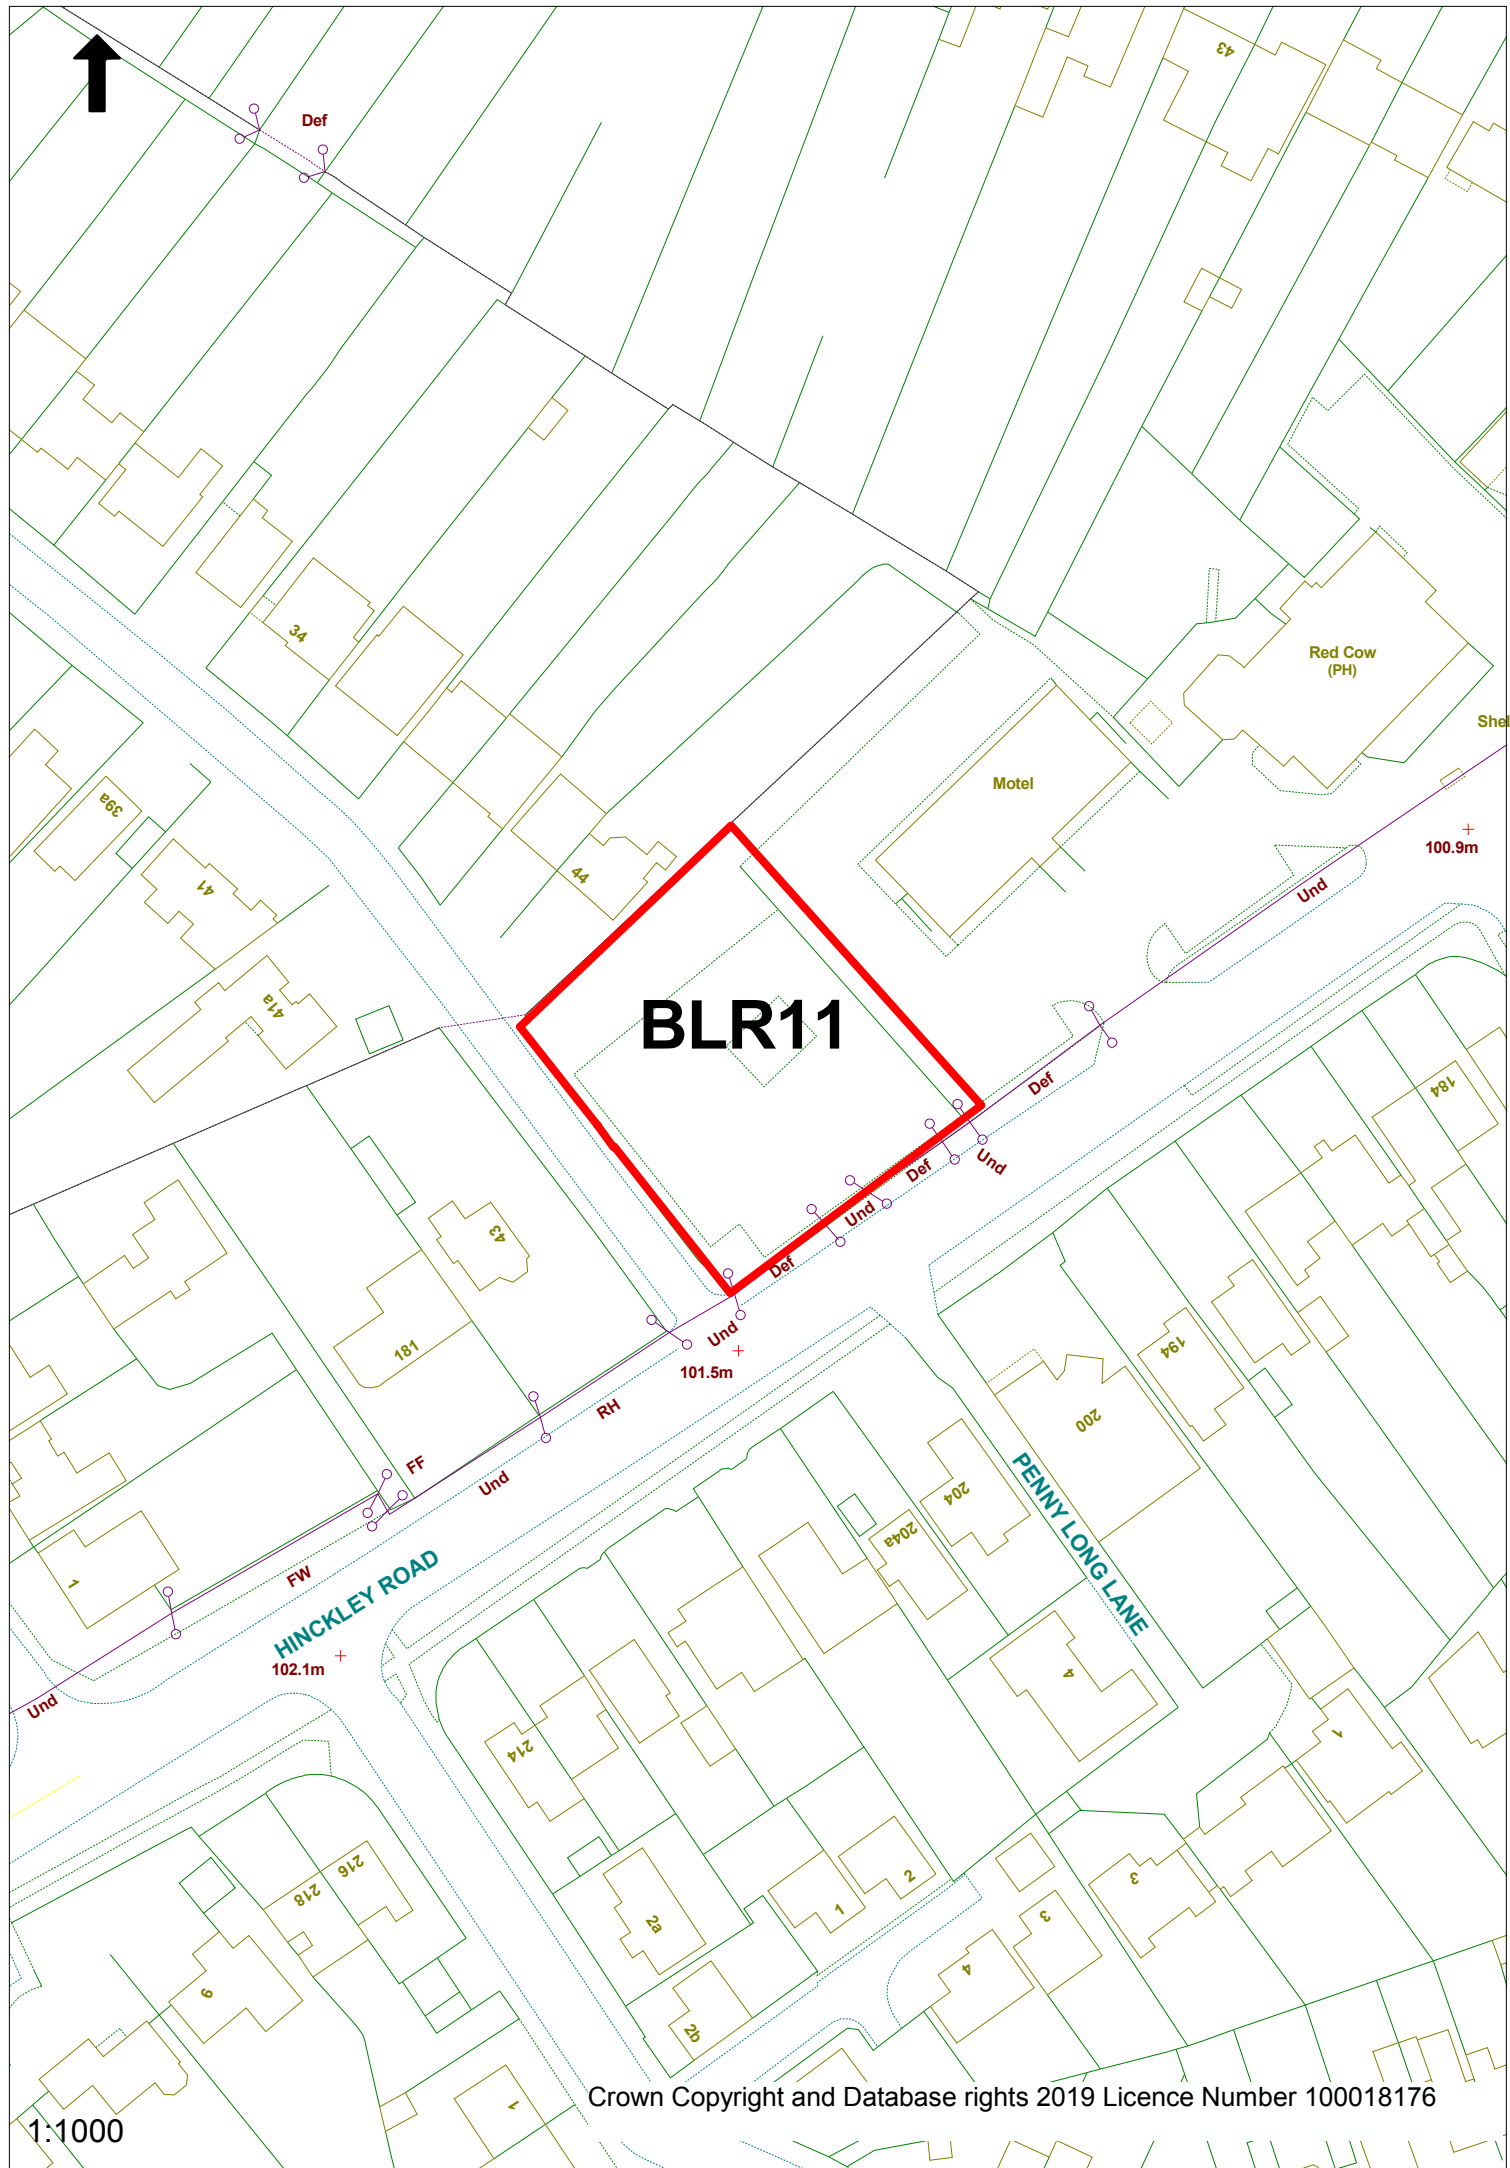 Def
43
34
Red Cow
(PH)
Shel
Motel
39a
100.9m
41
Und
44
41a
BLR11
Def
184
Def
Und
Und
43
Def
Und
181
101.5m
194
RH
200
FF
Und
PENNY LONG LANE
204
204a
FW
1
HINCKLEY ROAD
102.1m
4
Und
1
214
216
218
2
3
1
2a
3
4
9
2b
1
Crown Copyright and Database rights 2019 Licence Number 100018176
1:1000